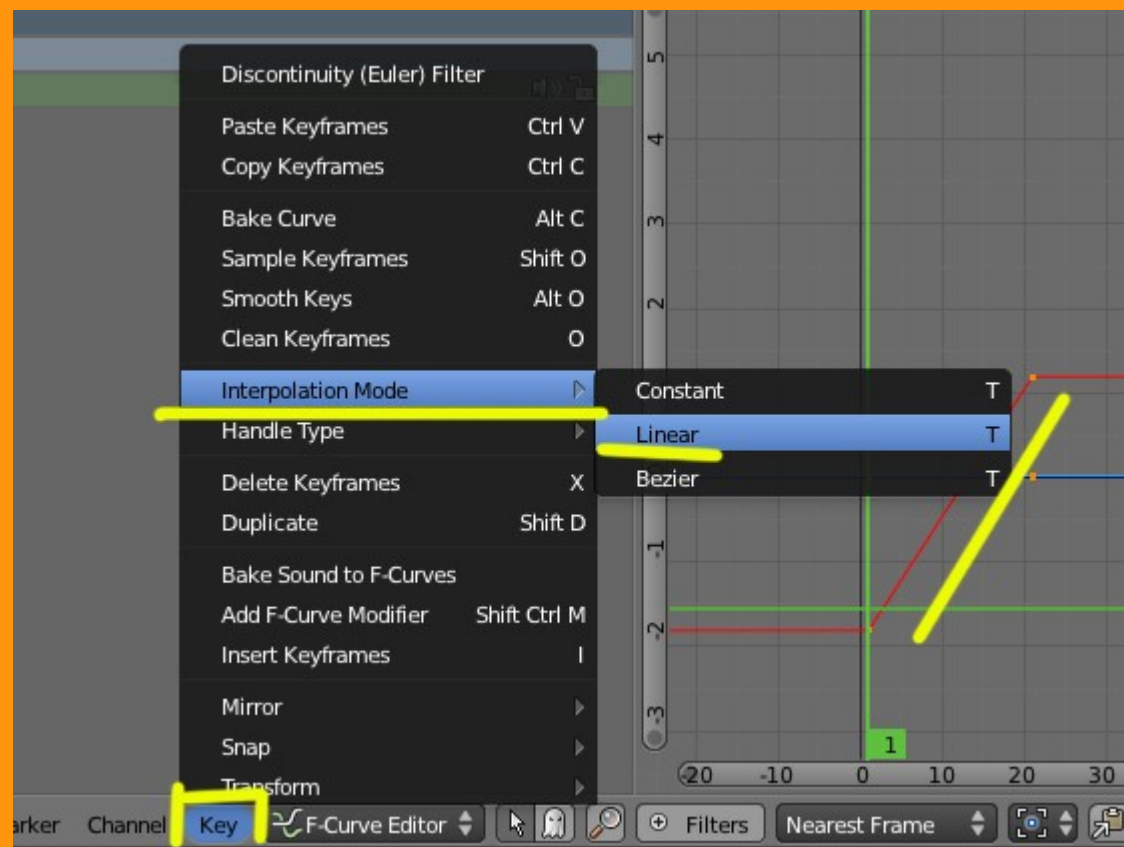 Discontinuity (Euler) Filter
Paste Keyframes Ctrl V
Copy Keyframes Ctrl C
Bake Curve Alt C
Sample Keyframes Shift O
Smooth Keys Alt O
Clean Keyframes O
Interpolation Mode
Handle Type
Delete Keyframes X
Duplicate Shift D
Bake Sound to F-Curves
Add F-Curve Modifier Shift Ctrl M
Insert Keyframes I
Mirror
Snap
Transform
Constant T
Linear T
Bezier T
5
4
3
2
-1
-2
-3
1
-20 -10 0 10 20 30
arker Channel Key F-Curve Editor Filters Nearest Frame